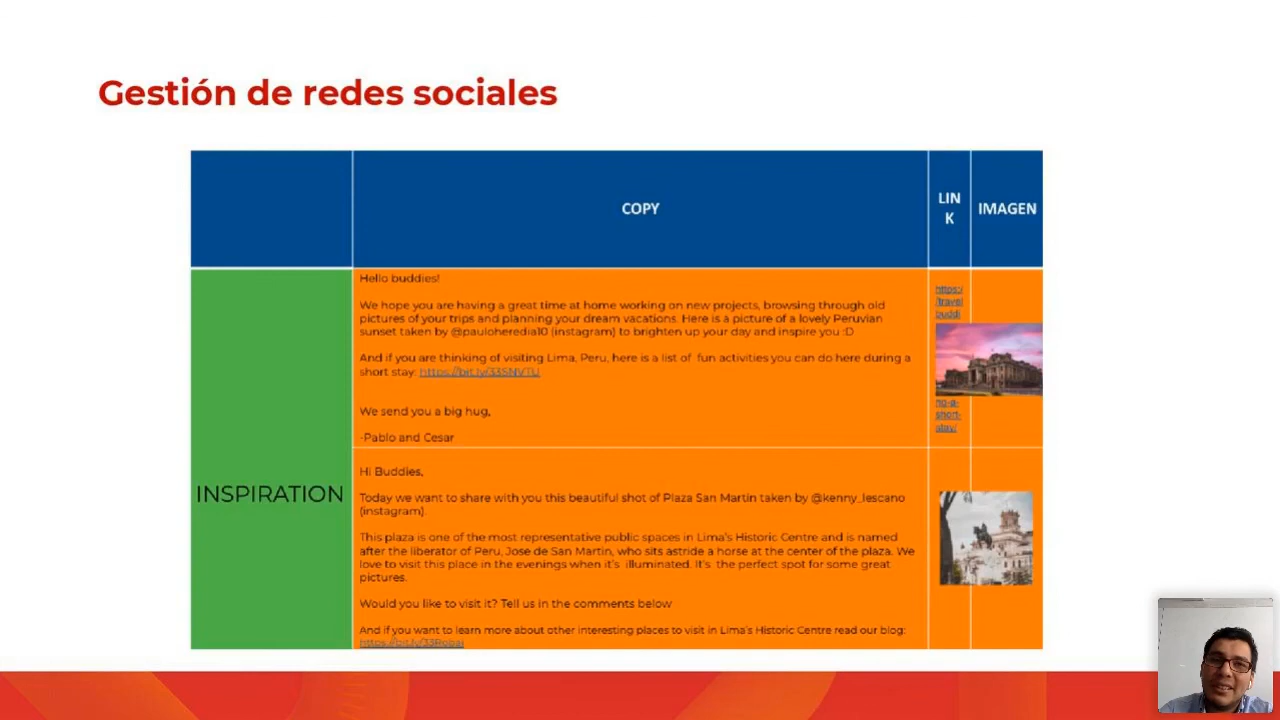 Gestión de redes sociales
COPY
LIN
K
IMAGEN
INSPIRATION
Hello buddies!
We hope you are having a great time at home working on new projects, browsing through old
pictures of your trips and planning your dream vacations. Here is a picture of a lovely Peruvian
sunset taken by @pauloheredia10 (instagram) to brighten up your day and inspire you :D
And if you are thinking of visiting Lima, Peru, here is a list of fun activities you can do here during a
short stay: https://bit.ly/33SNVTU
We send you a big hug,
-Pablo and Cesar
https:/
/travel
buddi
ng-a-
short-
stay/
Hi Buddies,
Today we want to share with you this beautiful shot of Plaza San Martin taken by @kenny_lescano
(instagram).
This plaza is one of the most representative public spaces in Lima's Historic Centre and is named
after the liberator of Peru, Jose de San Martin, who sits astride a horse at the center of the plaza. We
love to visit this place in the evenings when it's illuminated. It's the perfect spot for some great
pictures.
Would you like to visit it? Tell us in the comments below
And if you want to learn more about other interesting places to visit in Lima's Historic Centre read our blog: